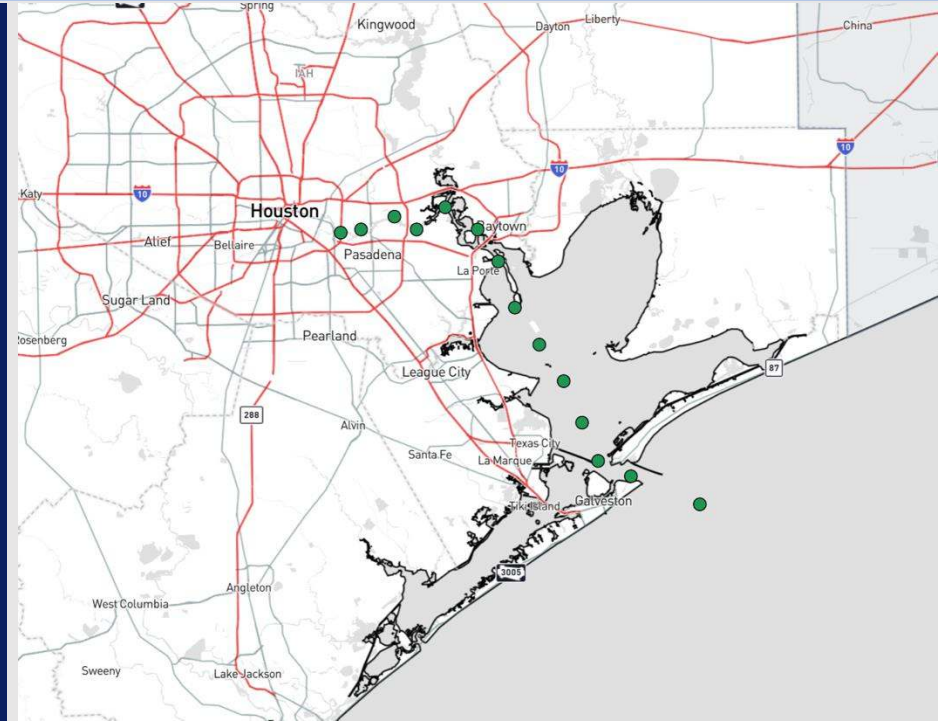 Spring
Kingwood
Dayton
Liberty
China
IAH
10
10
Katy
10
Houston
Alief
Bellaire
Baytown
Pasadena
La Porte
Sugar Land
Rosenberg
Pearland
League City
87
288
Alvin
Texas City
Santa Fe
La Marque
Tiki Island
Galveston
3005
Angleton
West Columbia
Sweeny
Lake Jackson